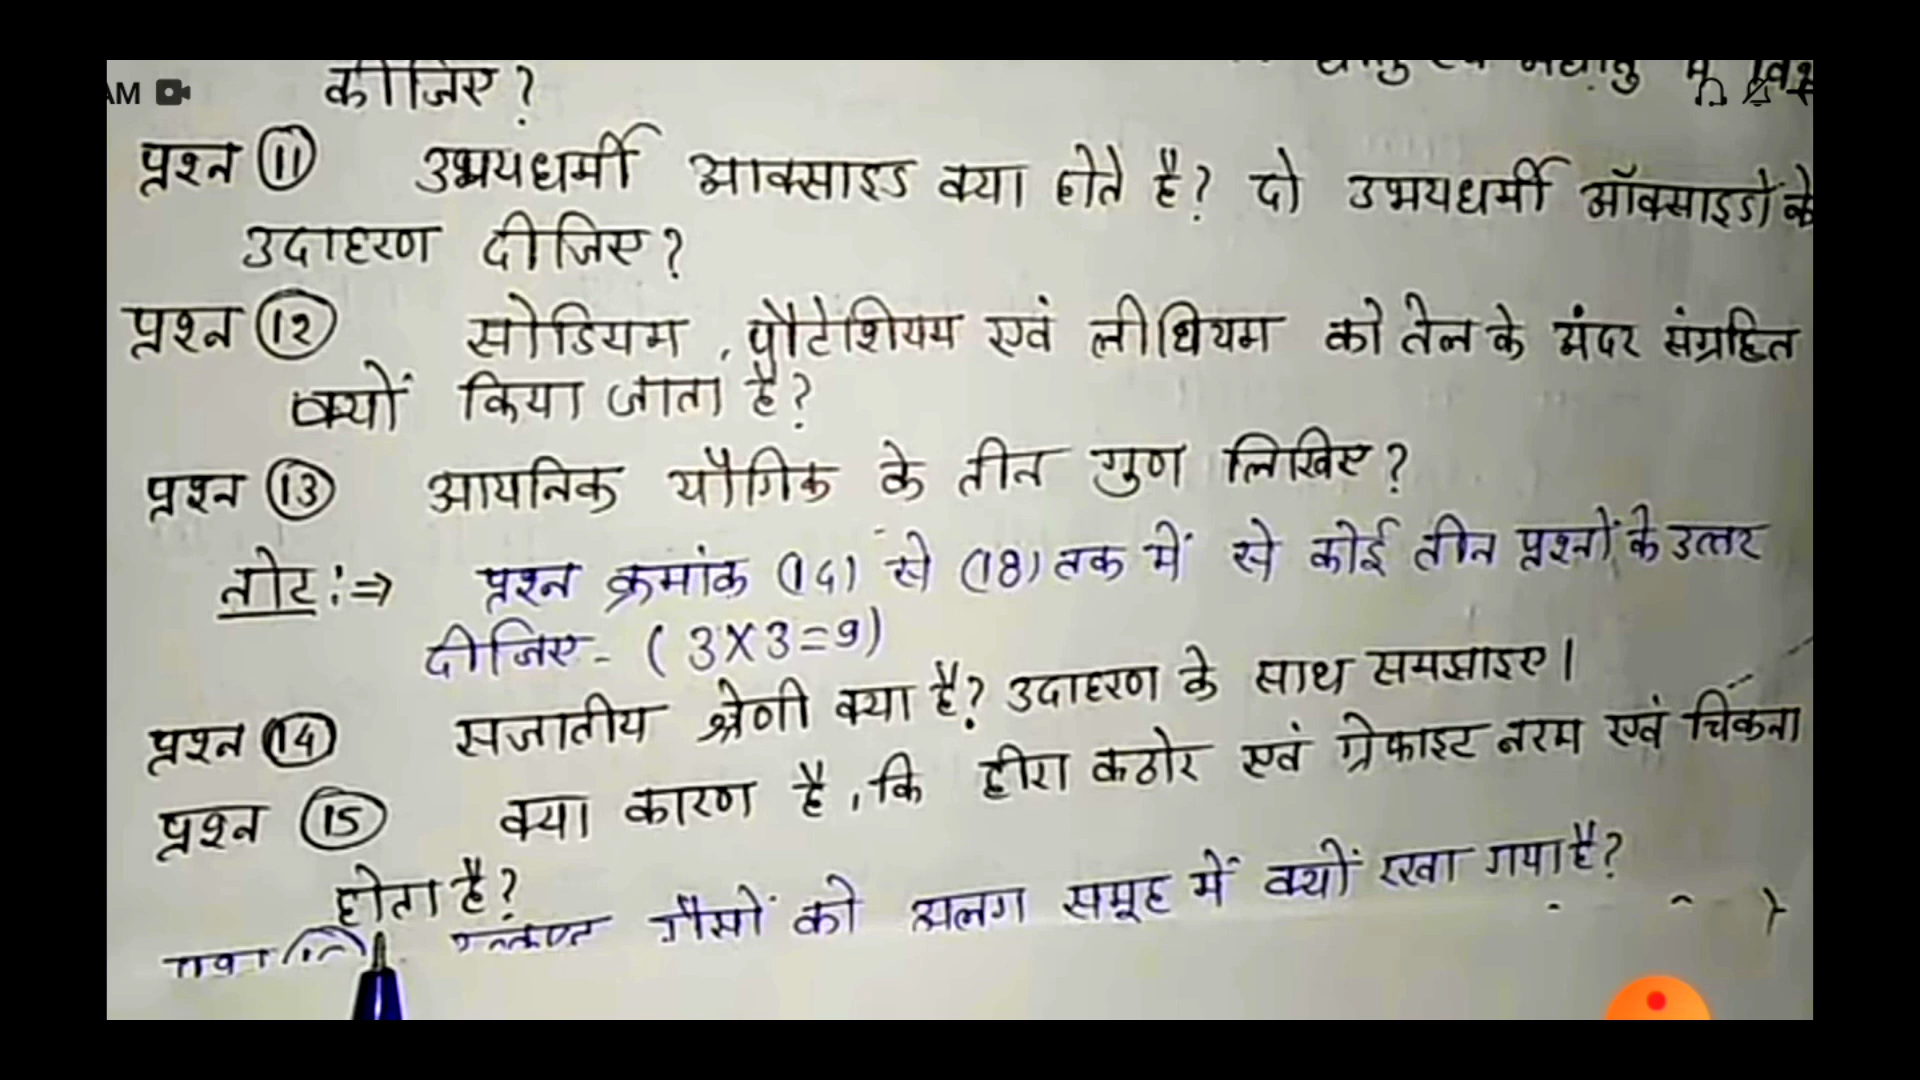 AM
कीजिए?
प्रश्न (11) उभयधर्मी आक्साइड क्या होते है? दो उभयधर्मी ऑक्साइडो के
उदाहरण दीजिए?
प्रश्न (12) सोडियम, पौटेशियम एवं लीथियम को तेल के अंदर संग्रहित
क्यों किया जाता है?
प्रश्न (13) आयनिक यौगिक के तीन गुण लिखिए?
नोट :⇒ प्रश्न क्रमांक (14) से (18) तक में से कोई तीन प्रश्नों के उत्तर
दीजिए - ( 3X3=9)
प्रश्न (14) सजातीय श्रेणी क्या है? उदाहरण के साथ समझाइए।
प्रश्न (15) क्या कारण है, कि हीरा कठोर एवं ग्रेफाइट नरम एवं चिकना
होता है?
गैसों को अलग समूह में क्यों रखा गया है?